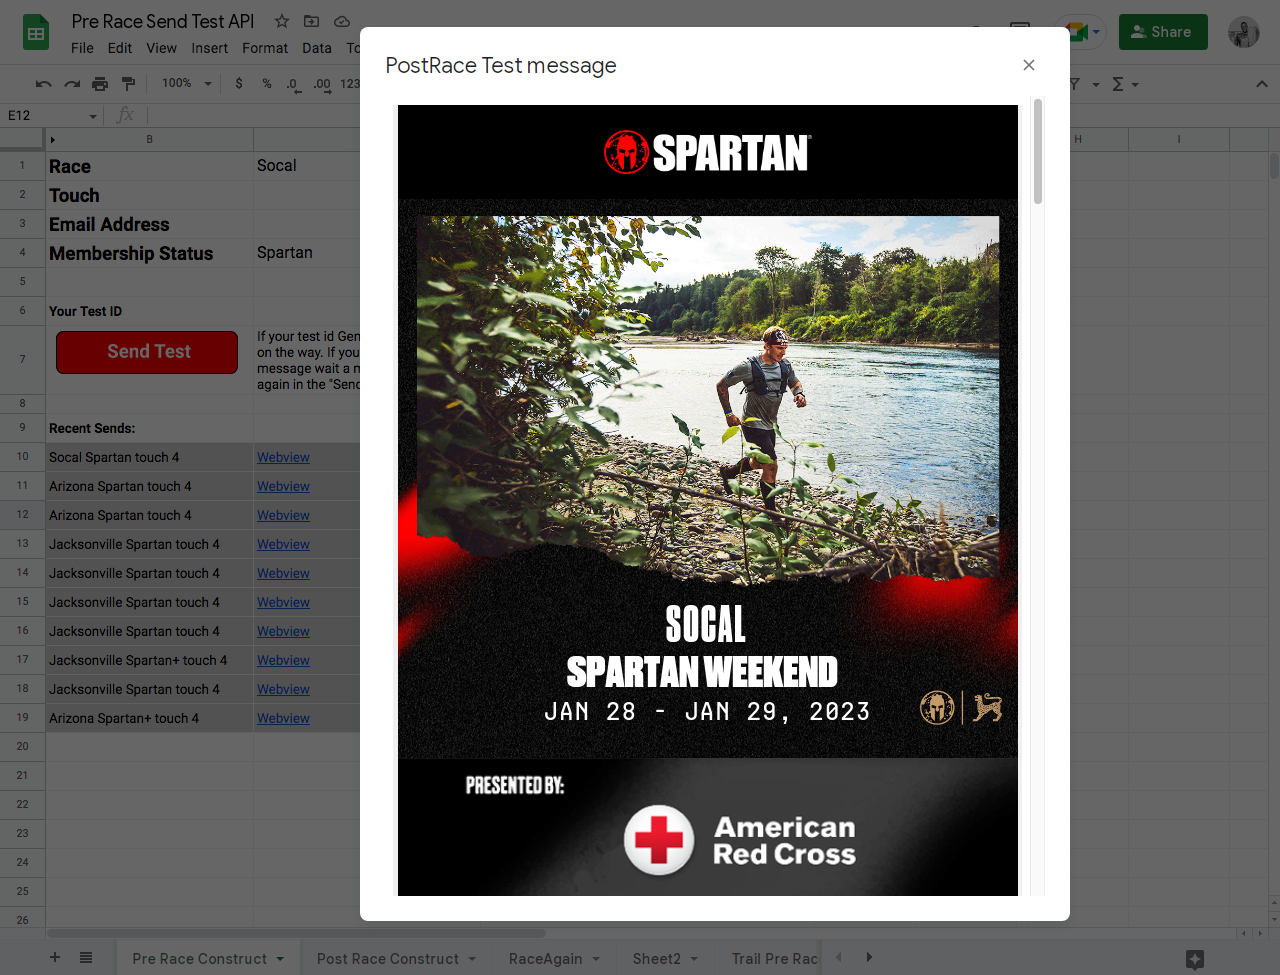 Pre Race Send Test API
File Edit View Insert Format Data To
Share
100% $ % .0 .00 123
E12
fx
PostRace Test message
B H I
1 Race Socal
2 Touch
3 Email Address
4 Membership Status Spartan
5
6 Your Test ID
7 Send Test
If your test id Gen
on the way. If you
message wait a m
again in the "Send
8
9 Recent Sends:
10 Socal Spartan touch 4 Webview
11 Arizona Spartan touch 4 Webview
12 Arizona Spartan touch 4 Webview
13 Jacksonville Spartan touch 4 Webview
14 Jacksonville Spartan touch 4 Webview
15 Jacksonville Spartan touch 4 Webview
16 Jacksonville Spartan touch 4 Webview
17 Jacksonville Spartan+ touch 4 Webview
18 Jacksonville Spartan touch 4 Webview
19 Arizona Spartan+ touch 4 Webview
20
21
22
23
24
25
26
SPARTAN
SOCAL
SPARTAN WEEKEND
JAN 28 - JAN 29, 2023
PRESENTED BY:
American
Red Cross
Pre Race Construct Post Race Construct RaceAgain Sheet2 Trail Pre Rac